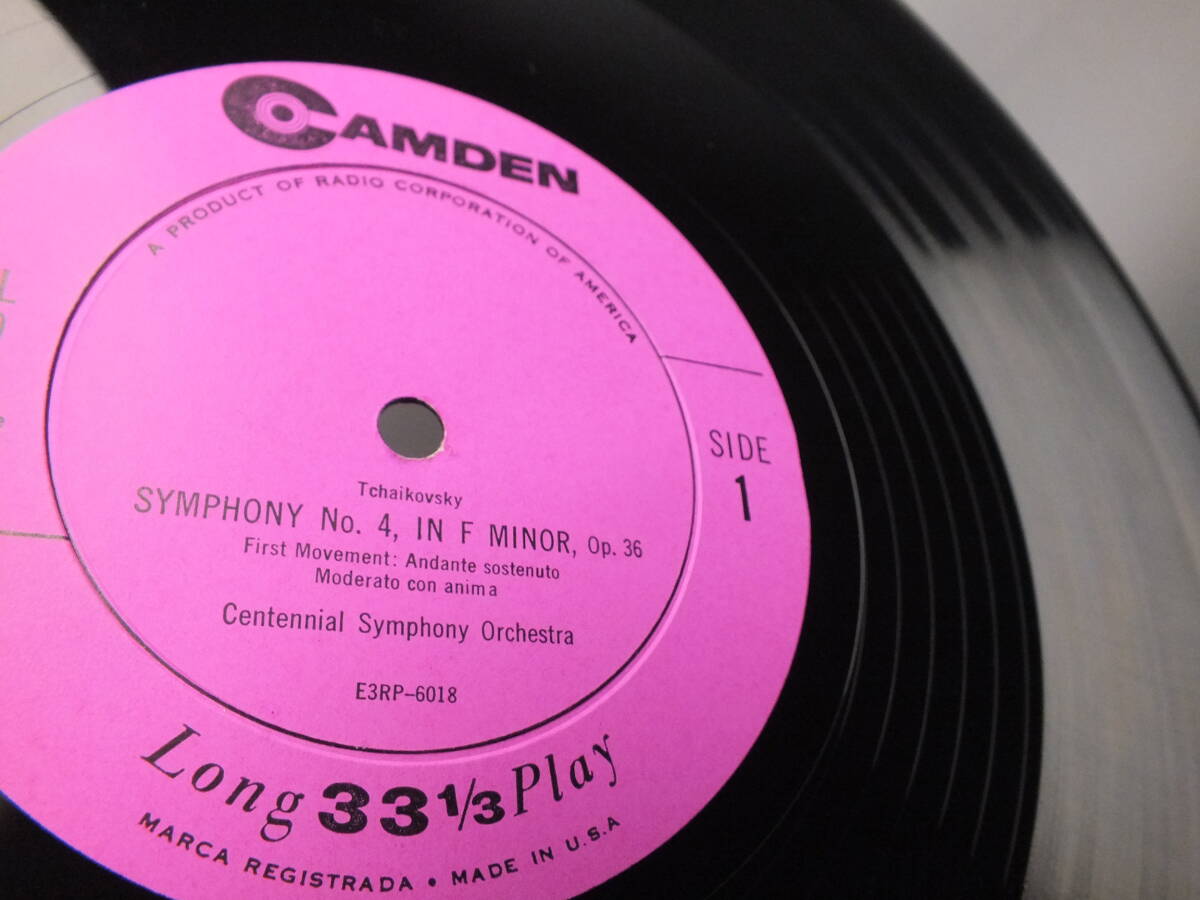 CAMDEN
A PRODUCT OF RADIO CORPORATION OF AMERICA
SIDE
1
Tchaikovsky
SYMPHONY No. 4, IN F MINOR, Op. 36
First Movement: Andante sostenuto
Moderato con anima
Centennial Symphony Orchestra
E3RP-6018
Long 33 1/3 Play
MARCA REGISTRADA • MADE IN U.S.A